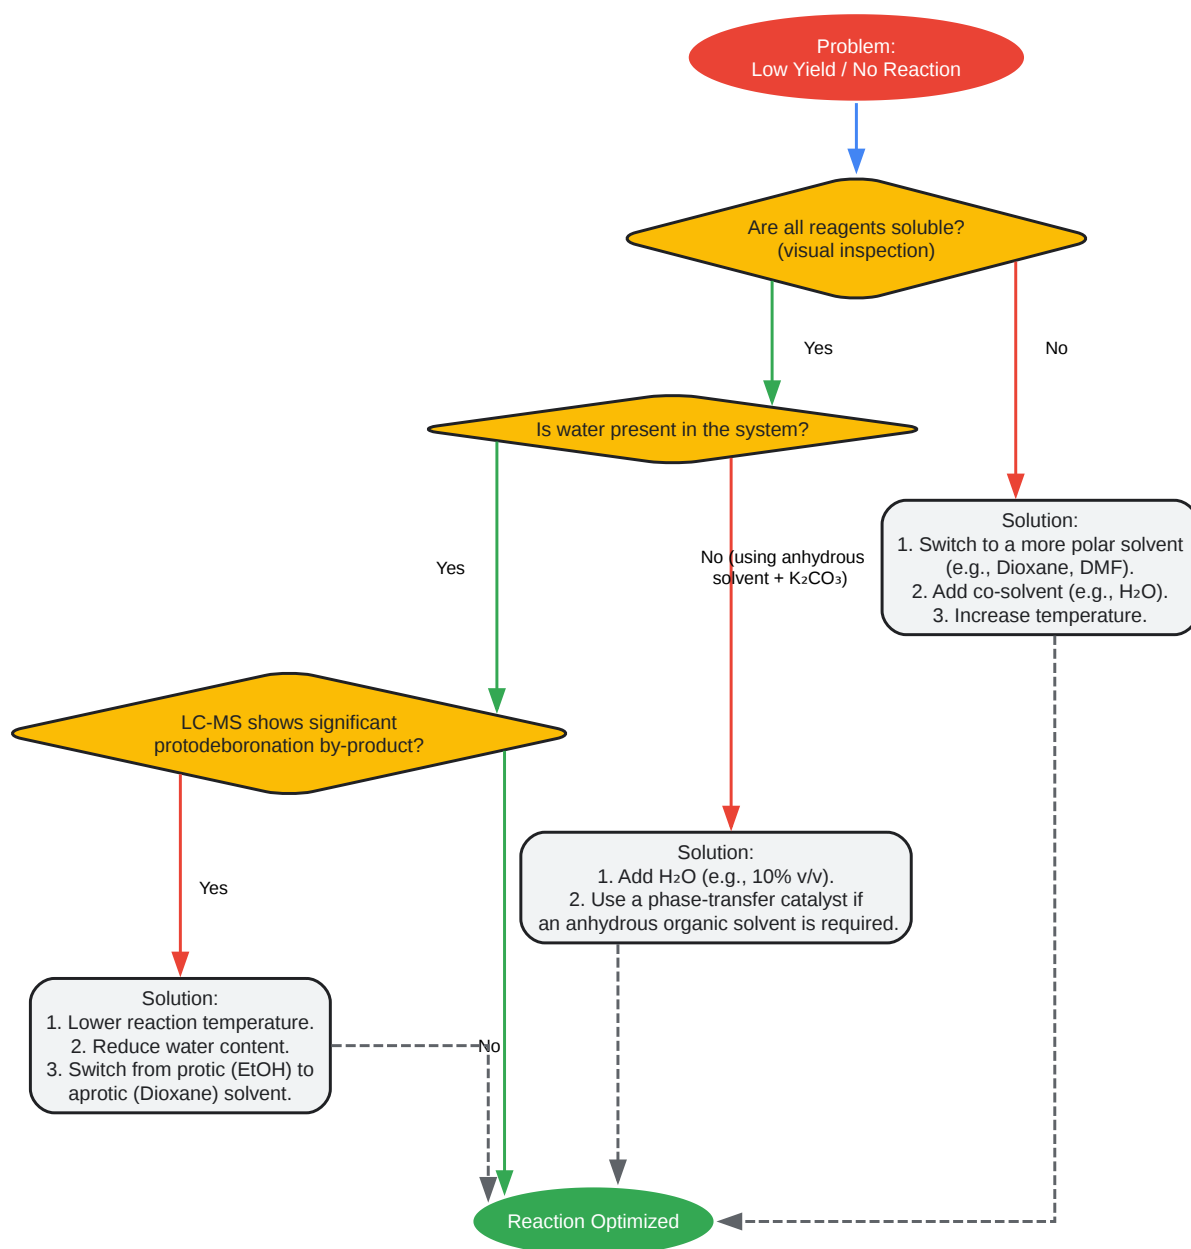 Problem:
Low Yield / No Reaction
Are all reagents soluble?
(visual inspection)
Yes
No
Is water present in the system?
Yes
No (using anhydrous
solvent + K₂CO₃)
Solution:
1. Switch to a more polar solvent
(e.g., Dioxane, DMF).
2. Add co-solvent (e.g., H₂O).
3. Increase temperature.
LC-MS shows significant
protodeboronation by-product?
Yes
No
Solution:
1. Add H₂O (e.g., 10% v/v).
2. Use a phase-transfer catalyst if
an anhydrous organic solvent is required.
Solution:
1. Lower reaction temperature.
2. Reduce water content.
3. Switch from protic (EtOH) to
aprotic (Dioxane) solvent.
Reaction Optimized